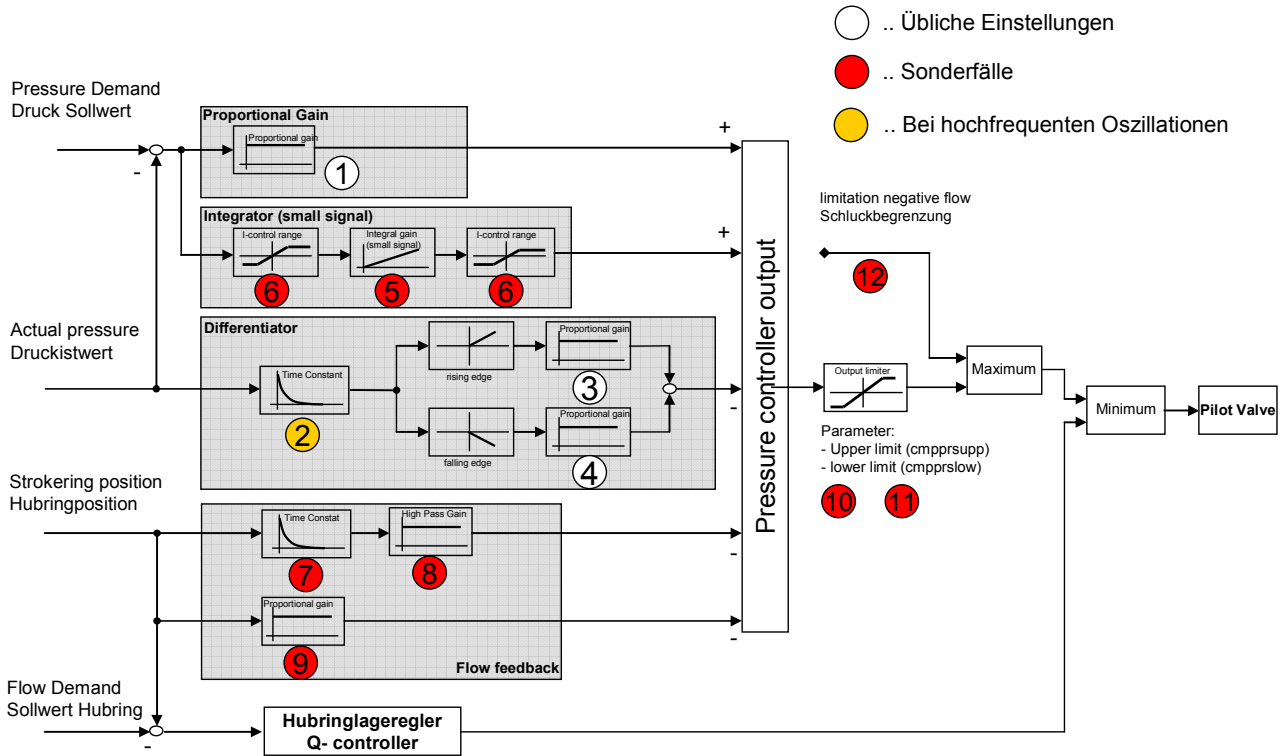 .. Übliche Einstellungen
.. Sonderfälle
.. Bei hochfrequenten Oszillationen
Pressure Demand
Druck Sollwert
-
Proportional Gain
Proportional gain
1
+
Integrator (small signal)
I-control range
6
Integral gain
(small signal)
5
I-control range
6
+
limitation negative flow
Schluckbegrenzung
12
Actual pressure
Druckistwert
Differentiator
Time Constant
2
rising edge
Proportional gain
3
falling edge
Proportional gain
4
-
Pressure controller output
Output limiter
Maximum
Minimum
Pilot Valve
Parameter:
- Upper limit (cmpprsupp)
- lower limit (cmpprslow)
10
11
Strokering position
Hubringposition
Time Constat
7
High Pass Gain
8
-
Proportional gain
9
-
Flow feedback
Flow Demand
Sollwert Hubring
-
Hubringlageregler
Q- controller